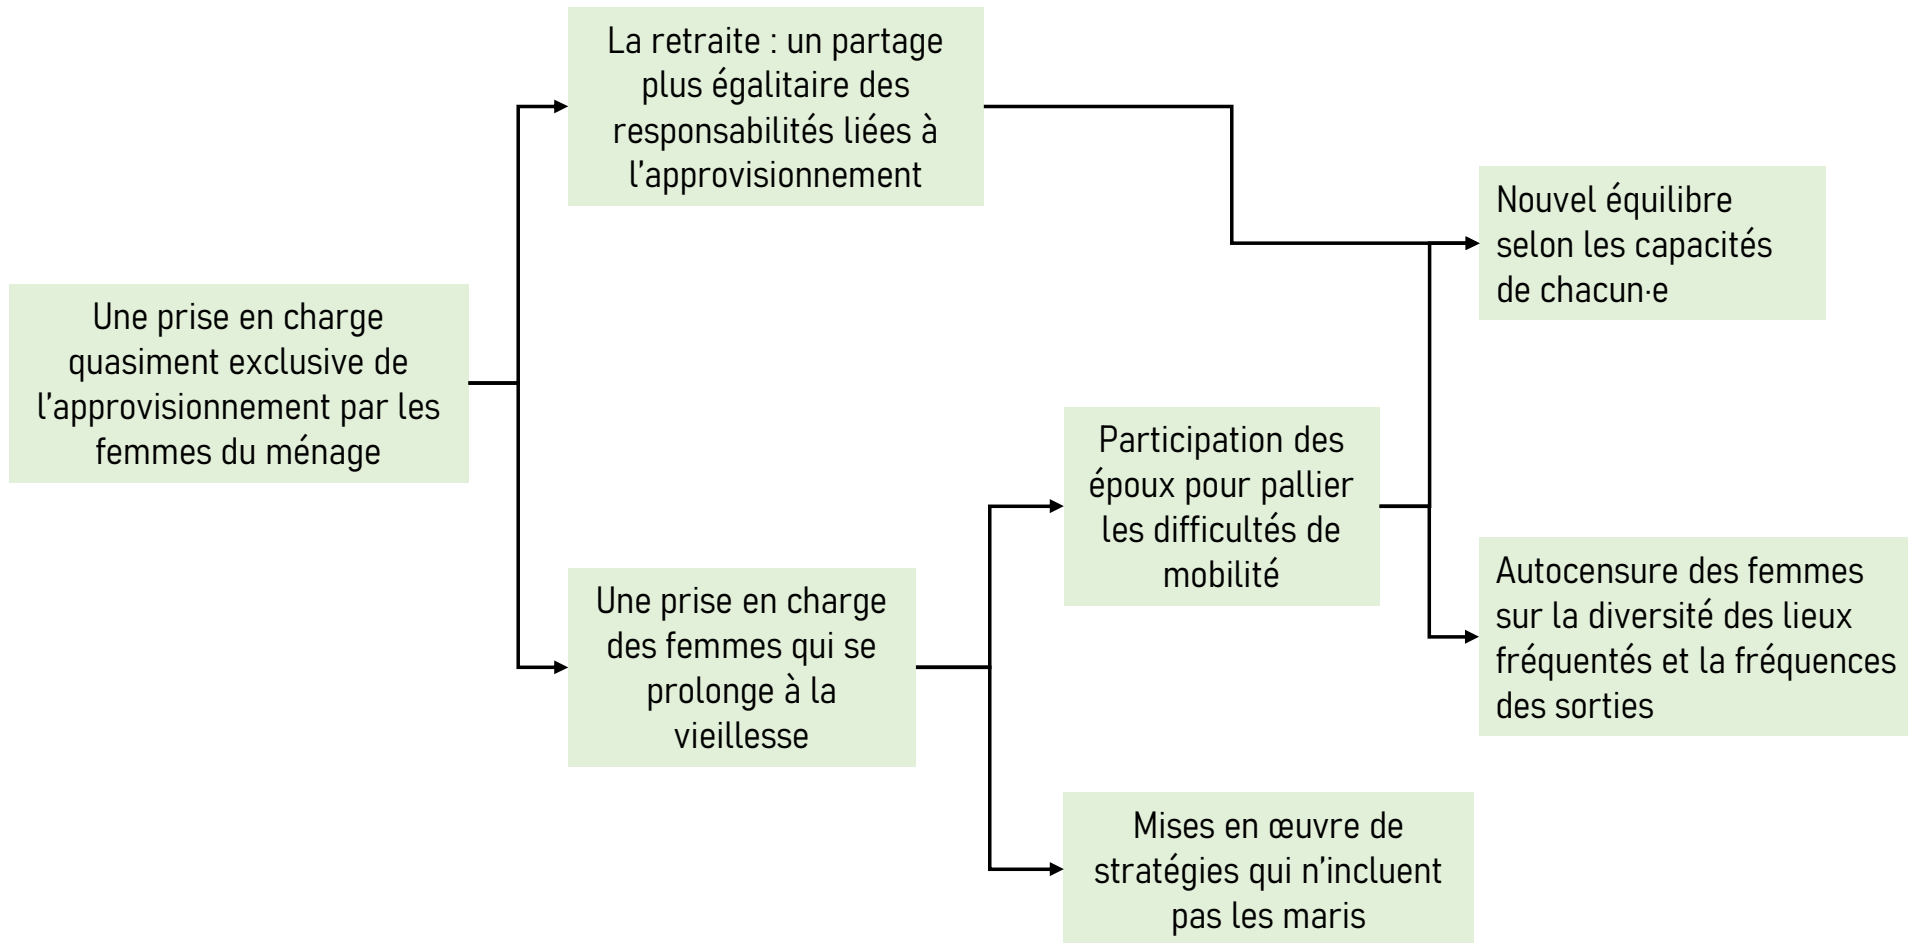 La retraite : un partage
plus égalitaire des
responsabilités liées à
l'approvisionnement
Nouvel équilibre
selon les capacités
de chacun·e
Une prise en charge
quasiment exclusive de
l'approvisionnement par les
femmes du ménage
Participation des
époux pour pallier
les difficultés de
mobilité
Autocensure des femmes
sur la diversité des lieux
fréquentés et la fréquences
des sorties
Une prise en charge
des femmes qui se
prolonge à la
vieillesse
Mises en œuvre de
stratégies qui n'incluent
pas les maris